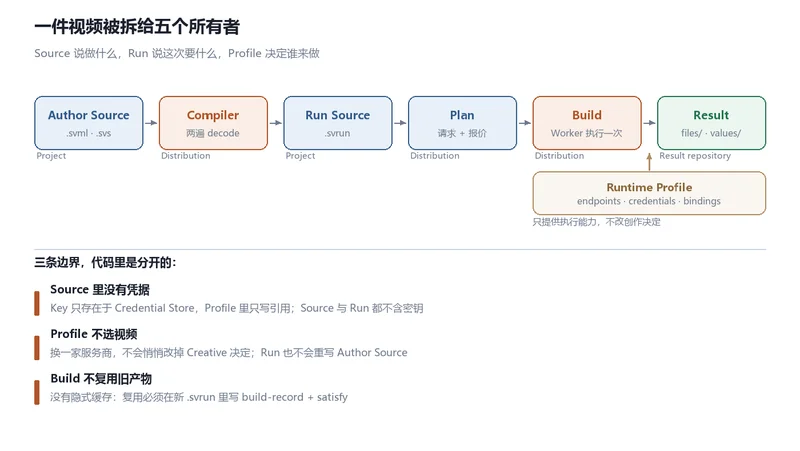 一件视频被拆给五个所有者
Source 说做什么，Run 说这次要什么，Profile 决定谁来做
Author Source
.svml · .svs
Project
Compiler
两遍 decode
Distribution
Run Source
.svrun
Project
Plan
请求 + 报价
Distribution
Build
Worker 执行一次
Distribution
Result
files/ · values/
Result repository
Runtime Profile
endpoints · credentials · bindings
只提供执行能力，不改创作决定
三条边界，代码里是分开的：
Source 里没有凭据
Key 只存在于 Credential Store，Profile 里只写引用；Source 与 Run 都不含密钥
Profile 不选视频
换一家服务商，不会悄悄改掉 Creative 决定；Run 也不会重写 Author Source
Build 不复用旧产物
没有隐式缓存：复用必须在新 .svrun 里写 build-record + satisfy